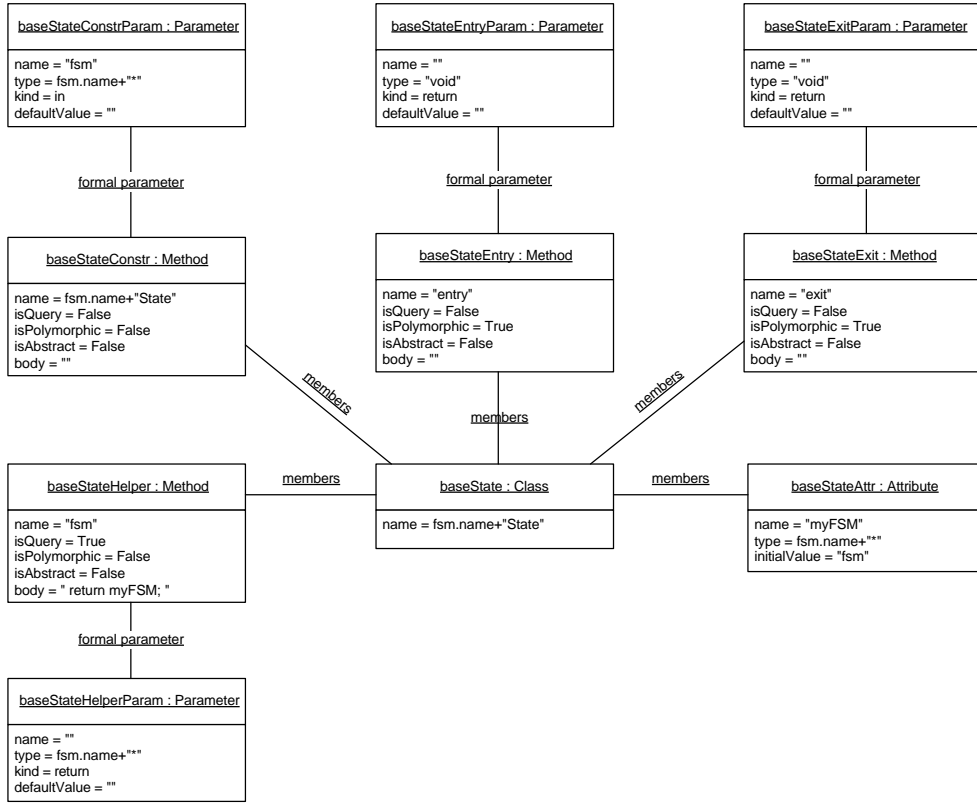 baseStateConstrParam : Parameter
name = "fsm"
type = fsm.name+"*"
kind = in
defaultValue = ""
baseStateEntryParam : Parameter
name = ""
type = "void"
kind = return
defaultValue = ""
baseStateExitParam : Parameter
name = ""
type = "void"
kind = return
defaultValue = ""
formal parameter
formal parameter
formal parameter
baseStateConstr : Method
name = fsm.name+"State"
isQuery = False
isPolymorphic = False
isAbstract = False
body = ""
baseStateEntry : Method
name = "entry"
isQuery = False
isPolymorphic = True
isAbstract = False
body = ""
baseStateExit : Method
name = "exit"
isQuery = False
isPolymorphic = True
isAbstract = False
body = ""
members
members
members
baseStateHelper : Method
name = "fsm"
isQuery = True
isPolymorphic = False
isAbstract = False
body = " return myFSM; "
members
baseState : Class
name = fsm.name+"State"
members
baseStateAttr : Attribute
name = "myFSM"
type = fsm.name+"*"
initialValue = "fsm"
formal parameter
baseStateHelperParam : Parameter
name = ""
type = fsm.name+"*"
kind = return
defaultValue = ""